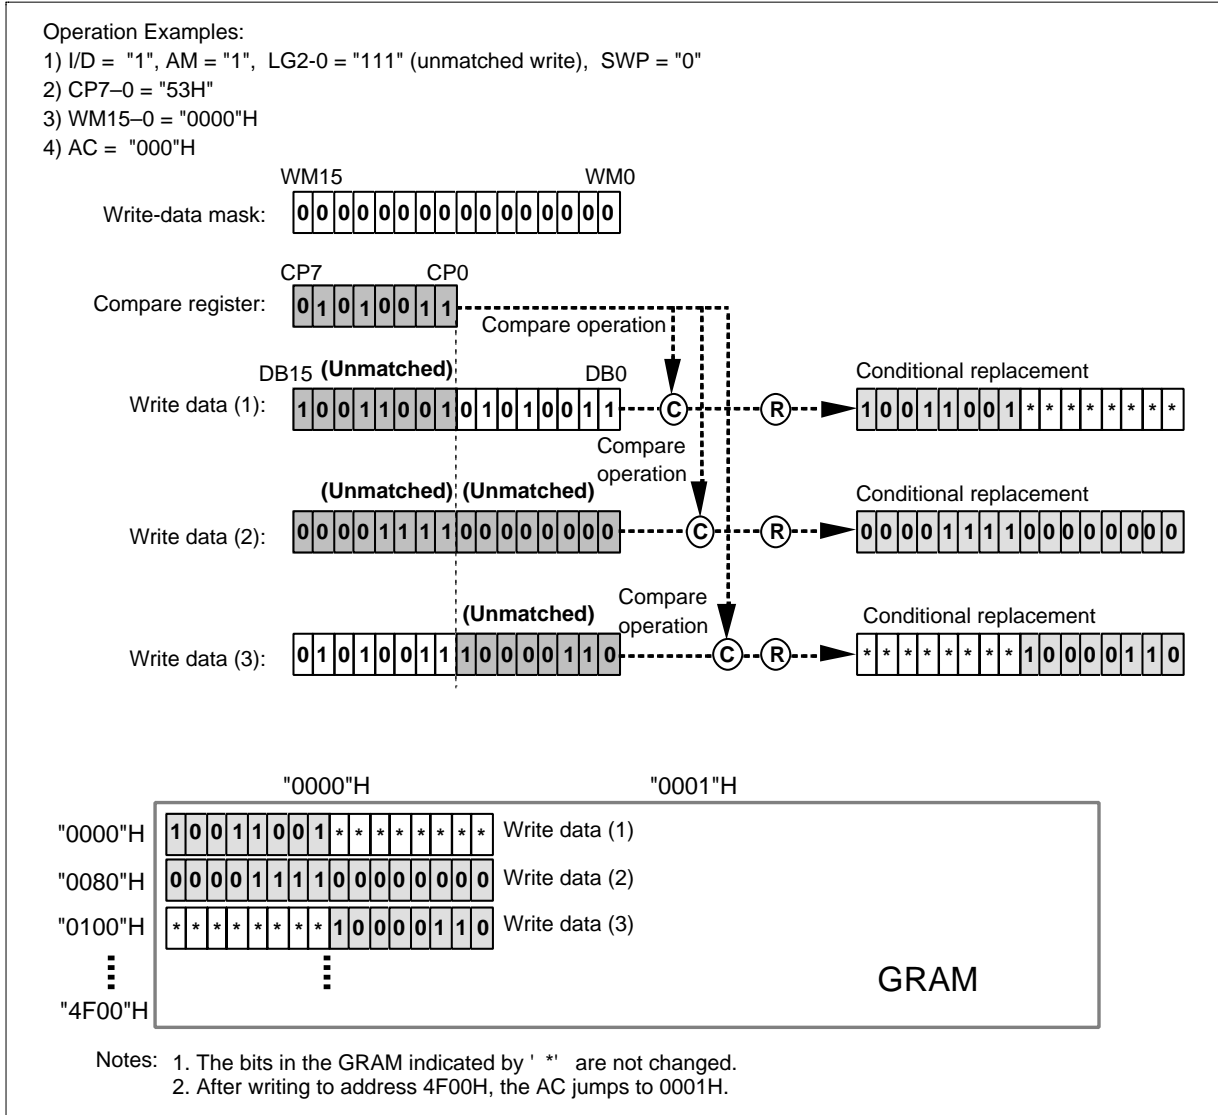 Operation Examples:
1) I/D = "1", AM = "1", LG2-0 = "111" (unmatched write), SWP = "0"
2) CP7–0 = "53H"
3) WM15–0 = "0000"H
4) AC = "000"H
WM15 WM0
Write-data mask: 0 0 0 0 0 0 0 0 0 0 0 0 0 0 0 0
CP7 CP0
Compare register: 0 1 0 1 0 0 1 1
Compare operation
DB15 (Unmatched) DB0 Conditional replacement
Write data (1): 1 0 0 1 1 0 0 1 0 1 0 1 0 0 1 1 C R 1 0 0 1 1 0 0 1 * * * * * * * *
Compare
operation
(Unmatched) (Unmatched) Conditional replacement
Write data (2): 0 0 0 0 1 1 1 1 0 0 0 0 0 0 0 0 C R 0 0 0 0 1 1 1 1 0 0 0 0 0 0 0 0
Compare
operation
(Unmatched) Conditional replacement
Write data (3): 0 1 0 1 0 0 1 1 1 0 0 0 0 1 1 0 C R * * * * * * * * 1 0 0 0 0 1 1 0
"0000"H "0001"H
"0000"H 1 0 0 1 1 0 0 1 * * * * * * * * Write data (1)
"0080"H 0 0 0 0 1 1 1 1 0 0 0 0 0 0 0 0 Write data (2)
"0100"H * * * * * * * * 1 0 0 0 0 1 1 0 Write data (3)
GRAM
"4F00"H
Notes: 1. The bits in the GRAM indicated by ' *' are not changed.
2. After writing to address 4F00H, the AC jumps to 0001H.